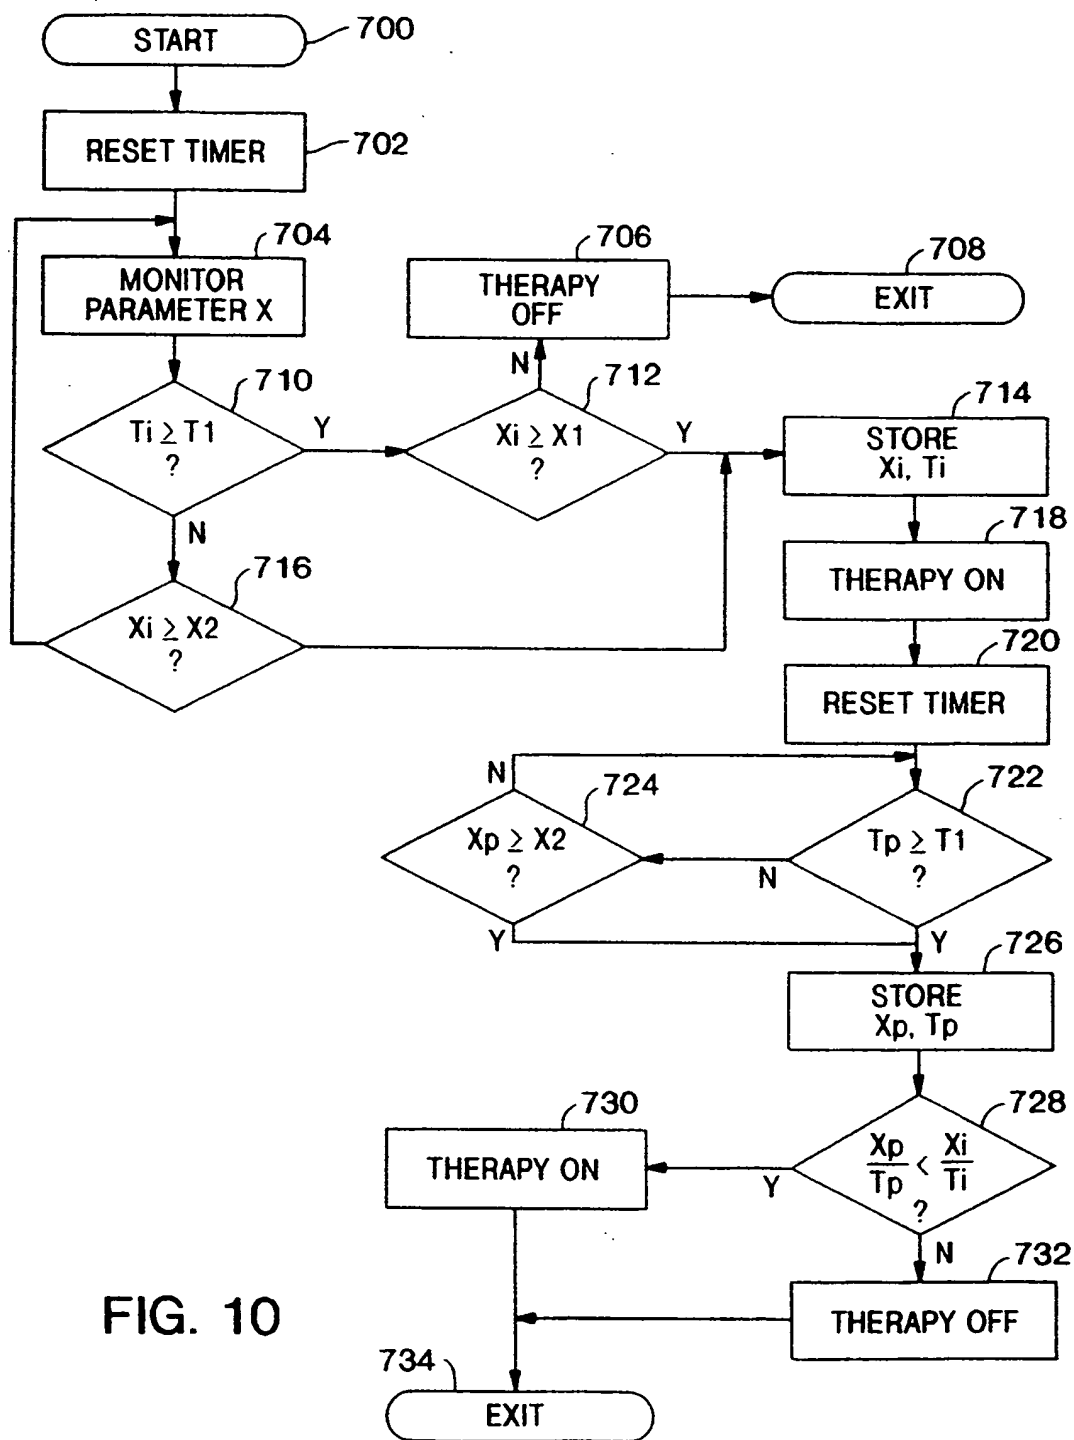 START
700
RESET TIMER
702
704
MONITOR
PARAMETER X
706
THERAPY
OFF
708
EXIT
710
Ti ≥ T1
?
Y
N
712
Xi ≥ X1
?
N
Y
714
STORE
Xi, Ti
716
Xi ≥ X2
?
718
THERAPY ON
720
RESET TIMER
722
Tp ≥ T1
?
N
Y
724
Xp ≥ X2
?
N
Y
726
STORE
Xp, Tp
728
Xp/Tp < Xi/Ti
?
Y
N
730
THERAPY ON
732
THERAPY OFF
734
EXIT
FIG. 10